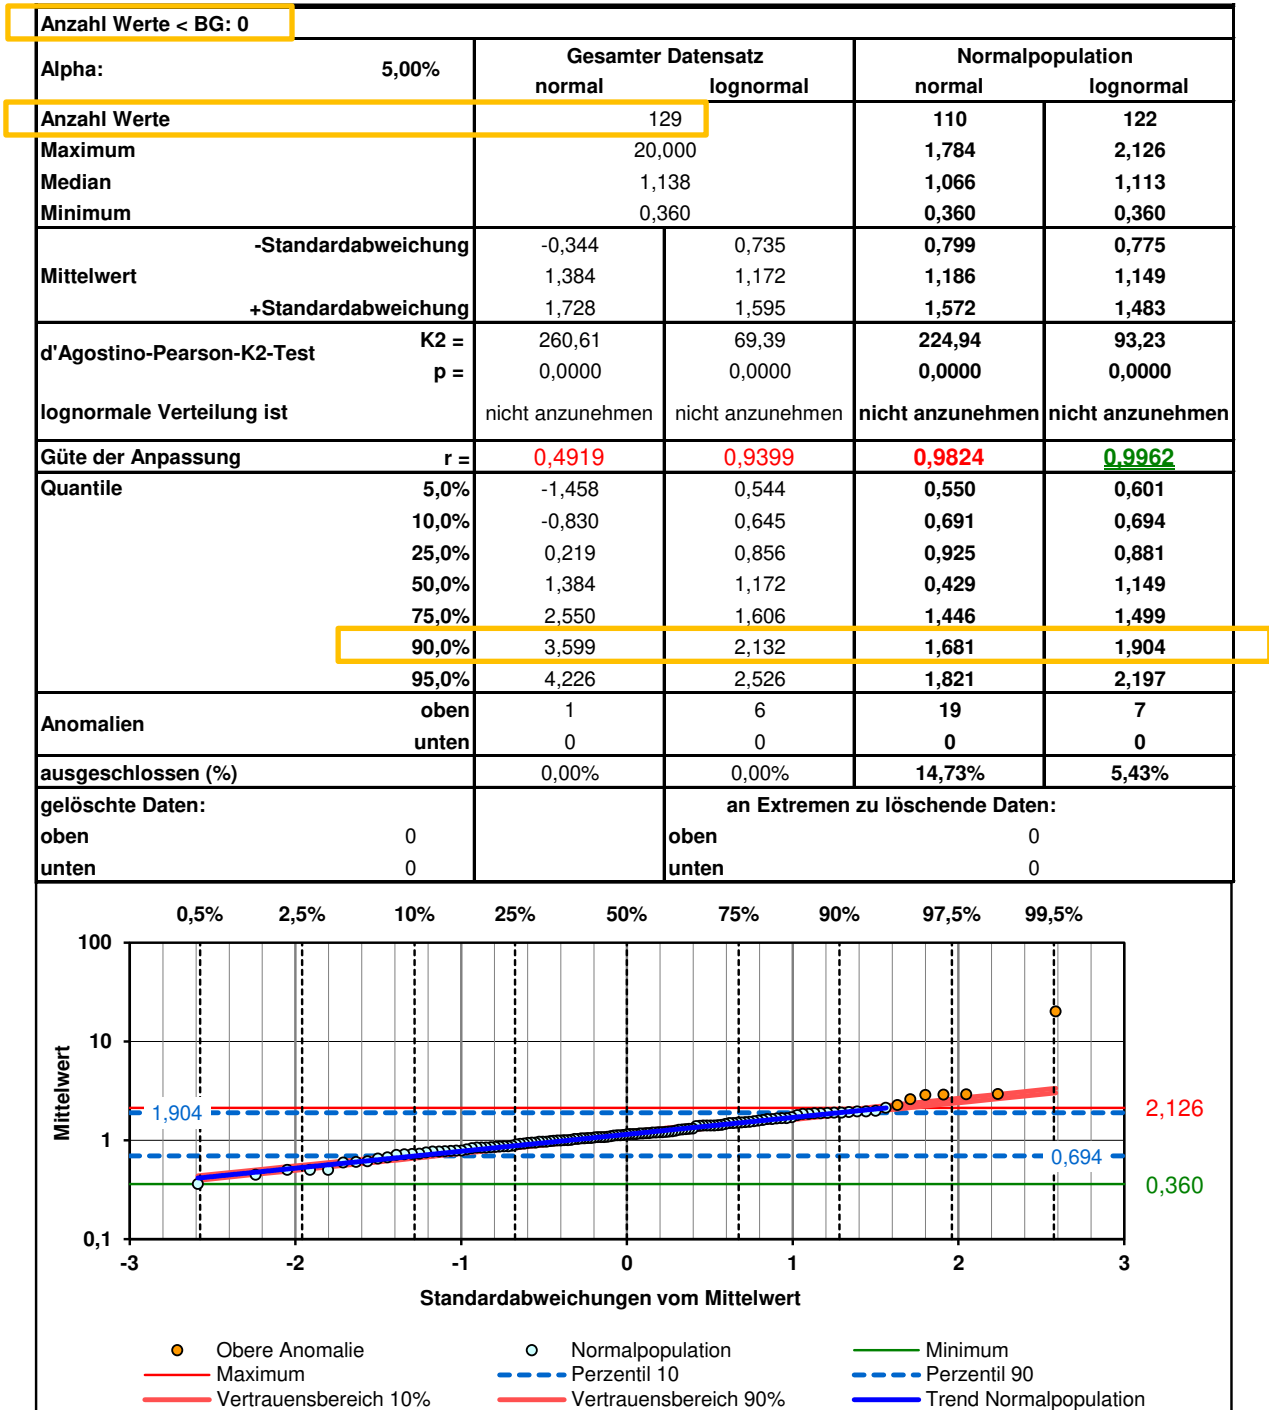 Anzahl Werte < BG: 0
Alpha: 5,00% Gesamter Datensatz Normalpopulation
normal lognormal normal lognormal
Anzahl Werte 129 110 122
Maximum 20,000 1,784 2,126
Median 1,138 1,066 1,113
Minimum 0,360 0,360 0,360
-Standardabweichung -0,344 0,735 0,799 0,775
Mittelwert 1,384 1,172 1,186 1,149
+Standardabweichung 1,728 1,595 1,572 1,483
d'Agostino-Pearson-K2-Test K2 = 260,61 69,39 224,94 93,23
p = 0,0000 0,0000 0,0000 0,0000
lognormale Verteilung ist nicht anzunehmen nicht anzunehmen nicht anzunehmen nicht anzunehmen
Güte der Anpassung r = 0,4919 0,9399 0,9824 0,9962
Quantile 5,0% -1,458 0,544 0,550 0,601
10,0% -0,830 0,645 0,691 0,694
25,0% 0,219 0,856 0,925 0,881
50,0% 1,384 1,172 0,429 1,149
75,0% 2,550 1,606 1,446 1,499
90,0% 3,599 2,132 1,681 1,904
95,0% 4,226 2,526 1,821 2,197
Anomalien oben 1 6 19 7
unten 0 0 0 0
ausgeschlossen (%) 0,00% 0,00% 14,73% 5,43%
gelöschte Daten: an Extremen zu löschende Daten:
oben 0 oben 0
unten 0 unten 0
0,5% 2,5% 10% 25% 50% 75% 90% 97,5% 99,5%
100
10
1,904 2,126
1
0,694
0,360
0,1
Mittelwert
-3 -2 -1 0 1 2 3
Standardabweichungen vom Mittelwert
Obere Anomalie Normalpopulation Minimum
Maximum Perzentil 10 Perzentil 90
Vertrauensbereich 10% Vertrauensbereich 90% Trend Normalpopulation